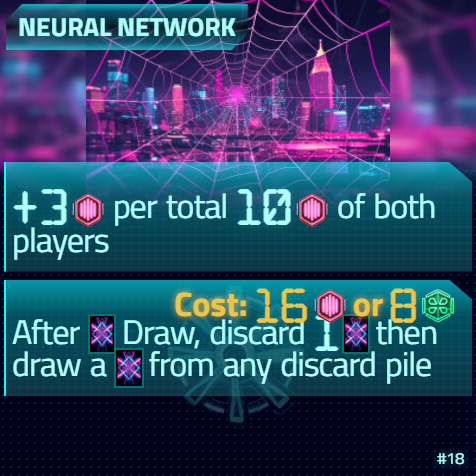 NEURAL NETWORK
+3 per total 10 of both
players
Cost: 16 or 8
After Draw, discard 1 then
draw a from any discard pile
#18